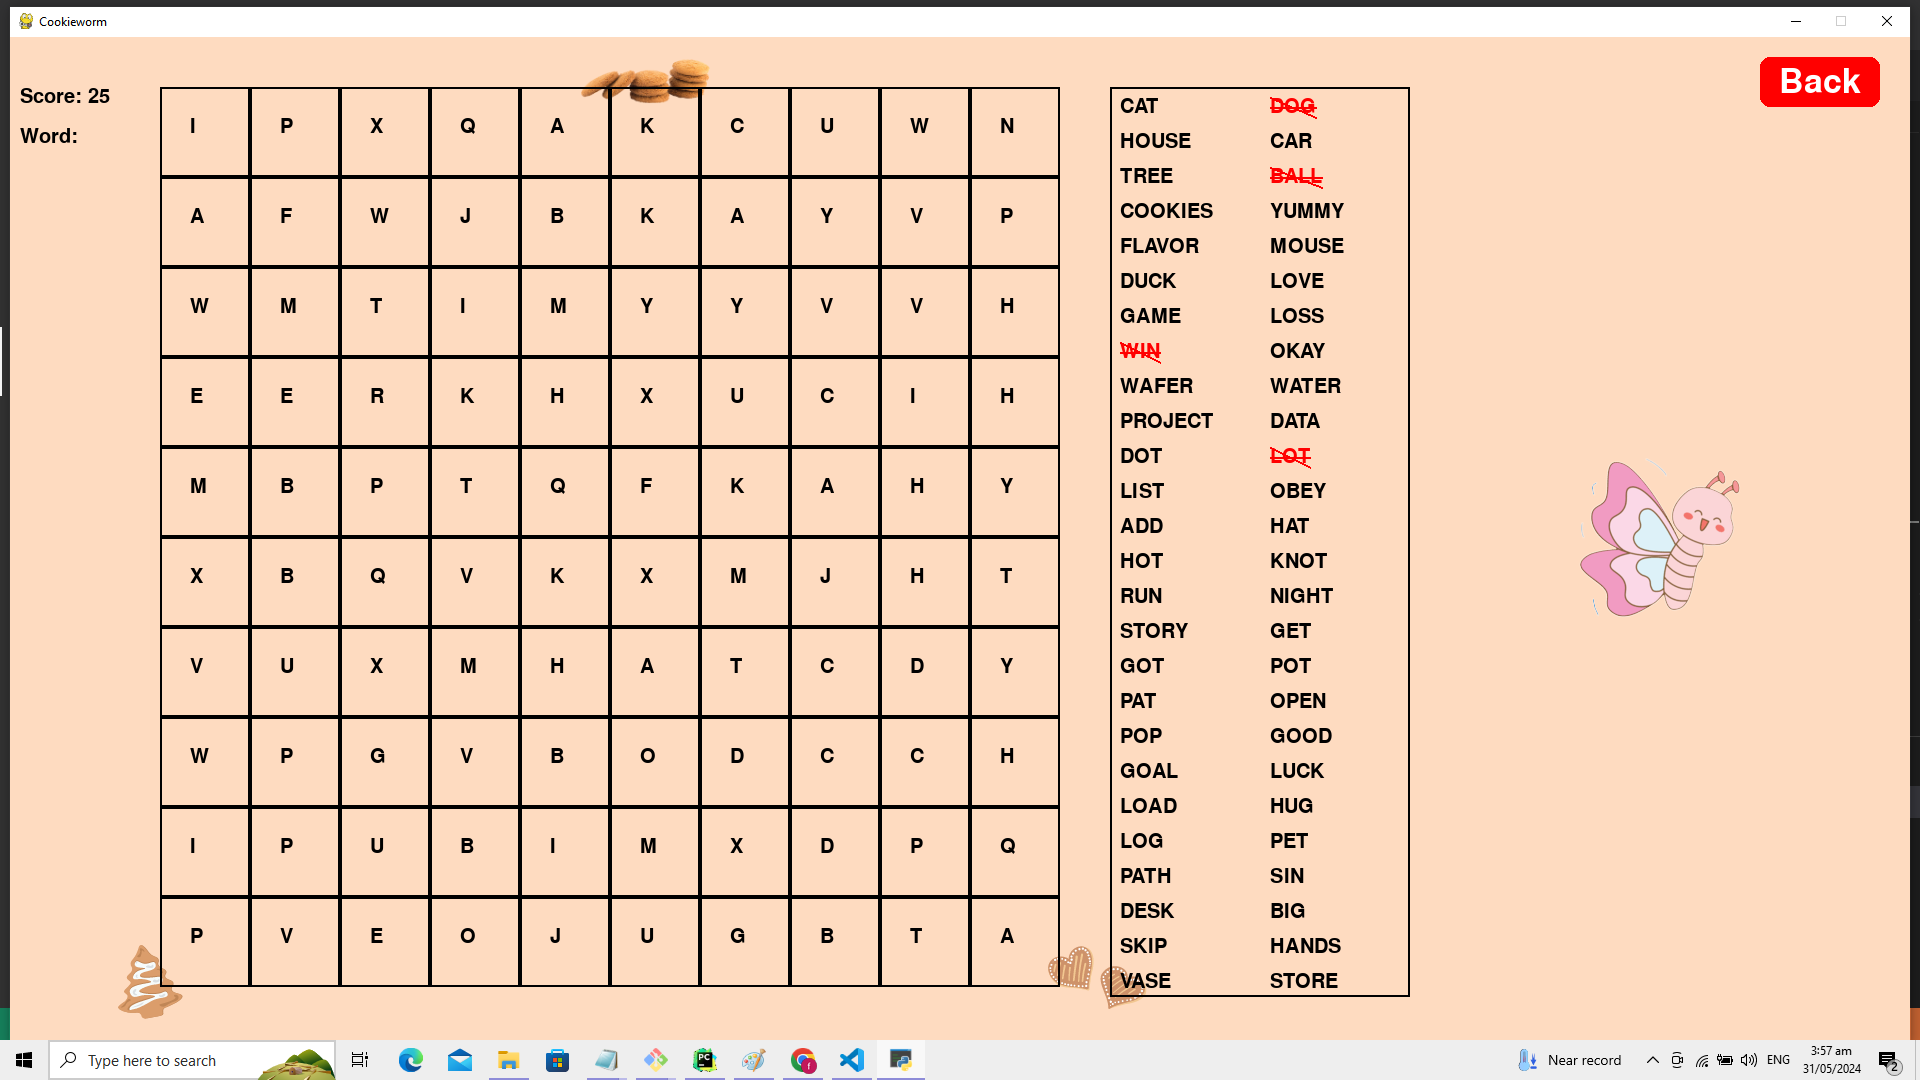 Cookieworm
Back
Score: 25
Word:
I P X Q A K C U W N
A F W J B K A Y V P
W M T I M Y Y V V H
E E R K H X U C I H
M B P T Q F K A H Y
X B Q V K X M J H T
V U X M H A T C D Y
W P G V B O D C C H
I P U B I M X D P Q
P V E O J U G B T A
CAT DOG
HOUSE CAR
TREE BALL
COOKIES YUMMY
FLAVOR MOUSE
DUCK LOVE
GAME LOSS
WIN OKAY
WAFER WATER
PROJECT DATA
DOT LOT
LIST OBEY
ADD HAT
HOT KNOT
RUN NIGHT
STORY GET
GOT POT
PAT OPEN
POP GOOD
GOAL LUCK
LOAD HUG
LOG PET
PATH SIN
DESK BIG
SKIP HANDS
VASE STORE
Type here to search
PC
Near record
ENG
3:57 am
31/05/2024
2